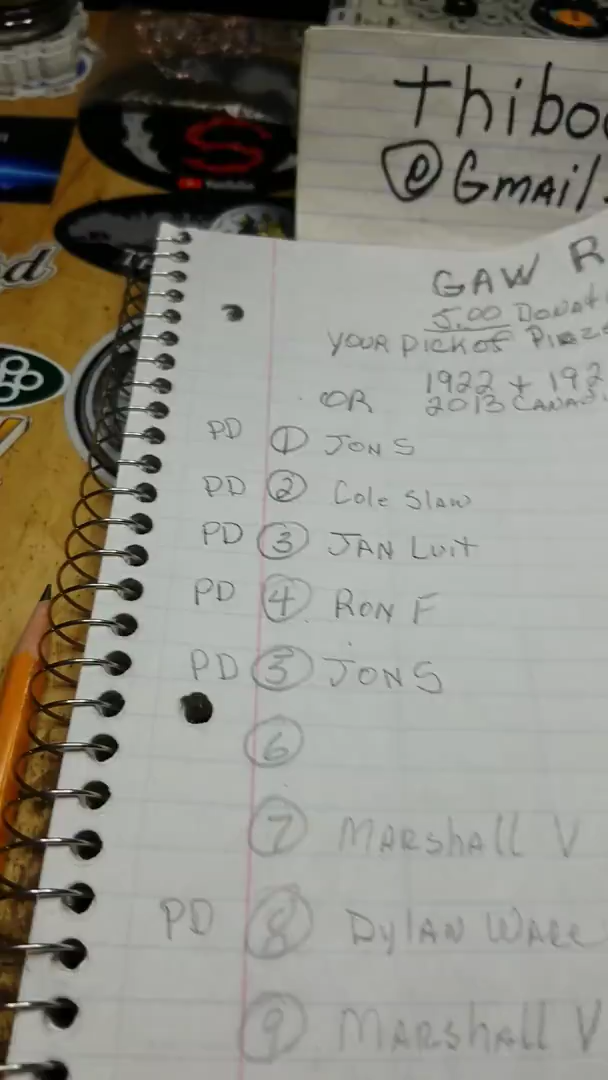 thibo
@Gmail.
S
YouTube
GAW R
5.00 DONAT
YOUR PICK OF
1922 + 192
OR 2013 CANAD
PD 1 JON S
PD 2 Cole Slaw
PD 3 JAN Luit
PD 4 RON F
PD 5 JON S
6
7 MARShall V
PD 8 DylAN WARE
9 MARShall V